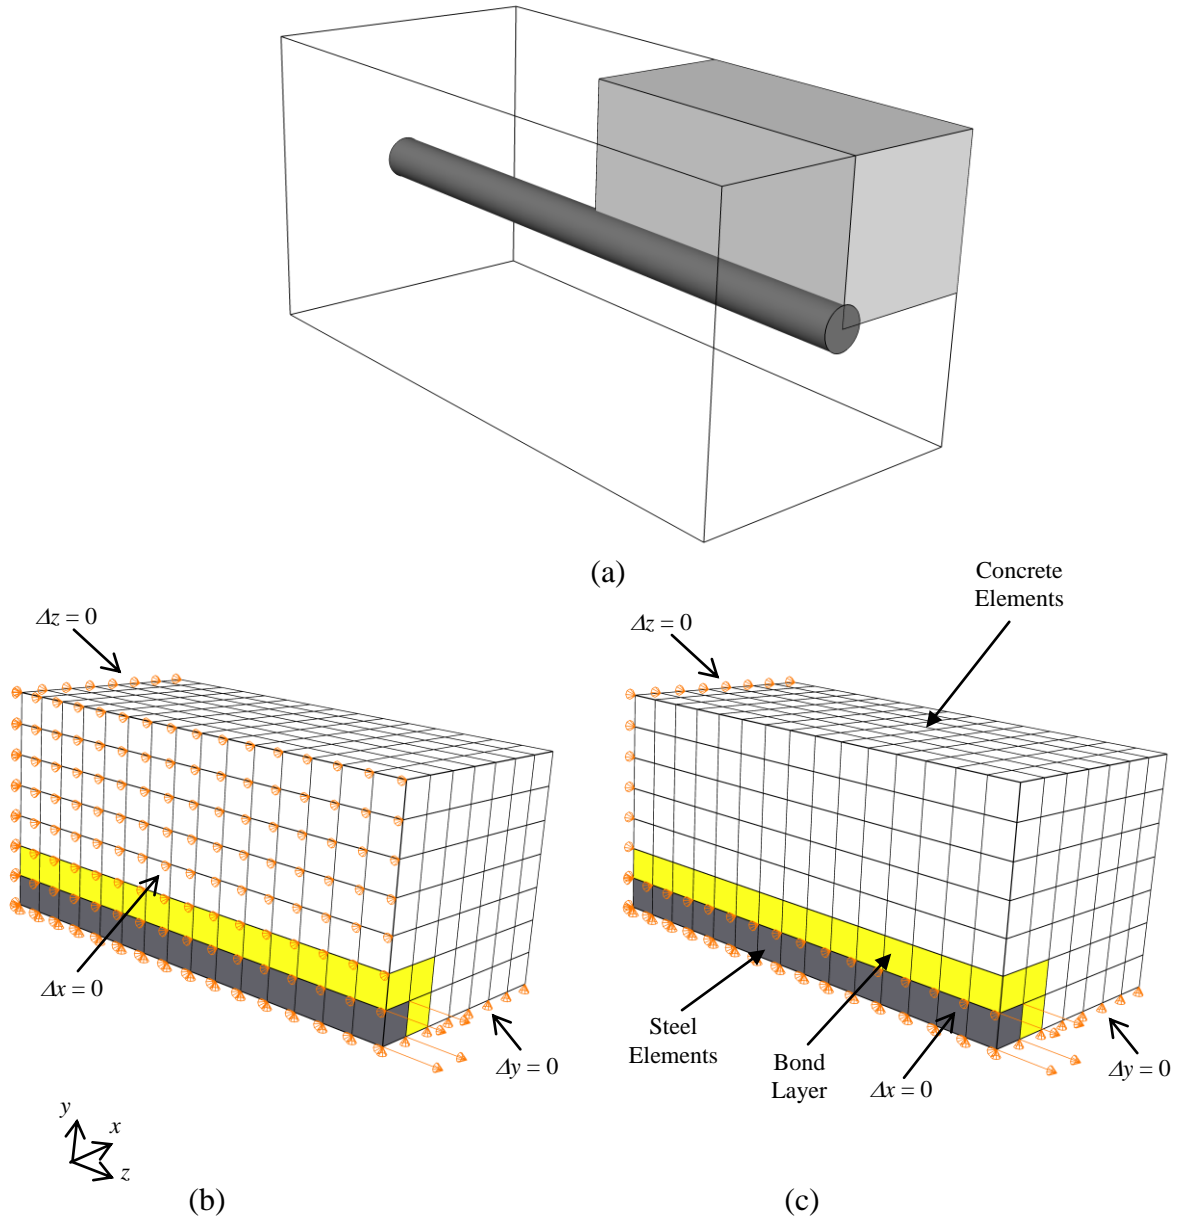 (a)
Concrete
Elements
Δz = 0
Δz = 0
Δx = 0
Steel
Elements
Bond
Layer
Δx = 0
Δy = 0
Δy = 0
y
x
z
(b)
(c)